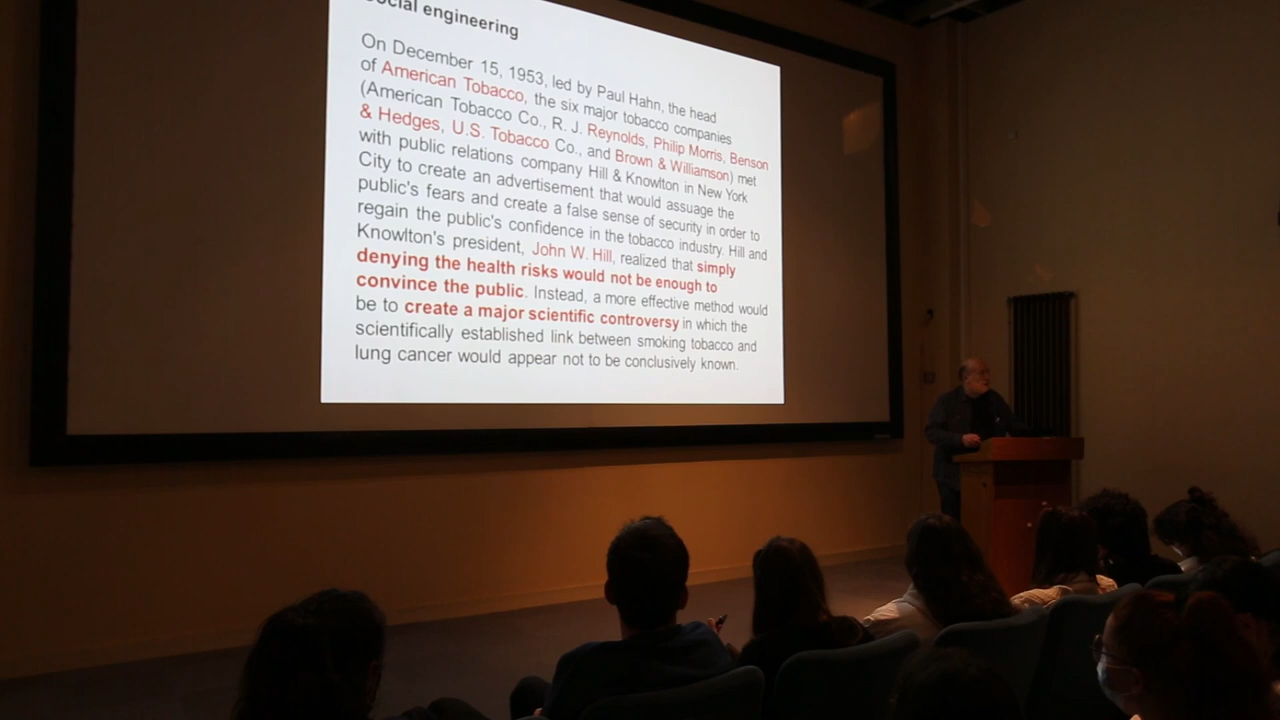 Social engineering
On December 15, 1953, led by Paul Hahn, the head
of American Tobacco, the six major tobacco companies
(American Tobacco Co., R. J. Reynolds, Philip Morris, Benson
& Hedges, U.S. Tobacco Co., and Brown & Williamson) met
with public relations company Hill & Knowlton in New York
City to create an advertisement that would assuage the
public's fears and create a false sense of security in order to
regain the public's confidence in the tobacco industry. Hill and
Knowlton's president, John W. Hill, realized that simply
denying the health risks would not be enough to
convince the public. Instead, a more effective method would
be to create a major scientific controversy in which the
scientifically established link between smoking tobacco and
lung cancer would appear not to be conclusively known.